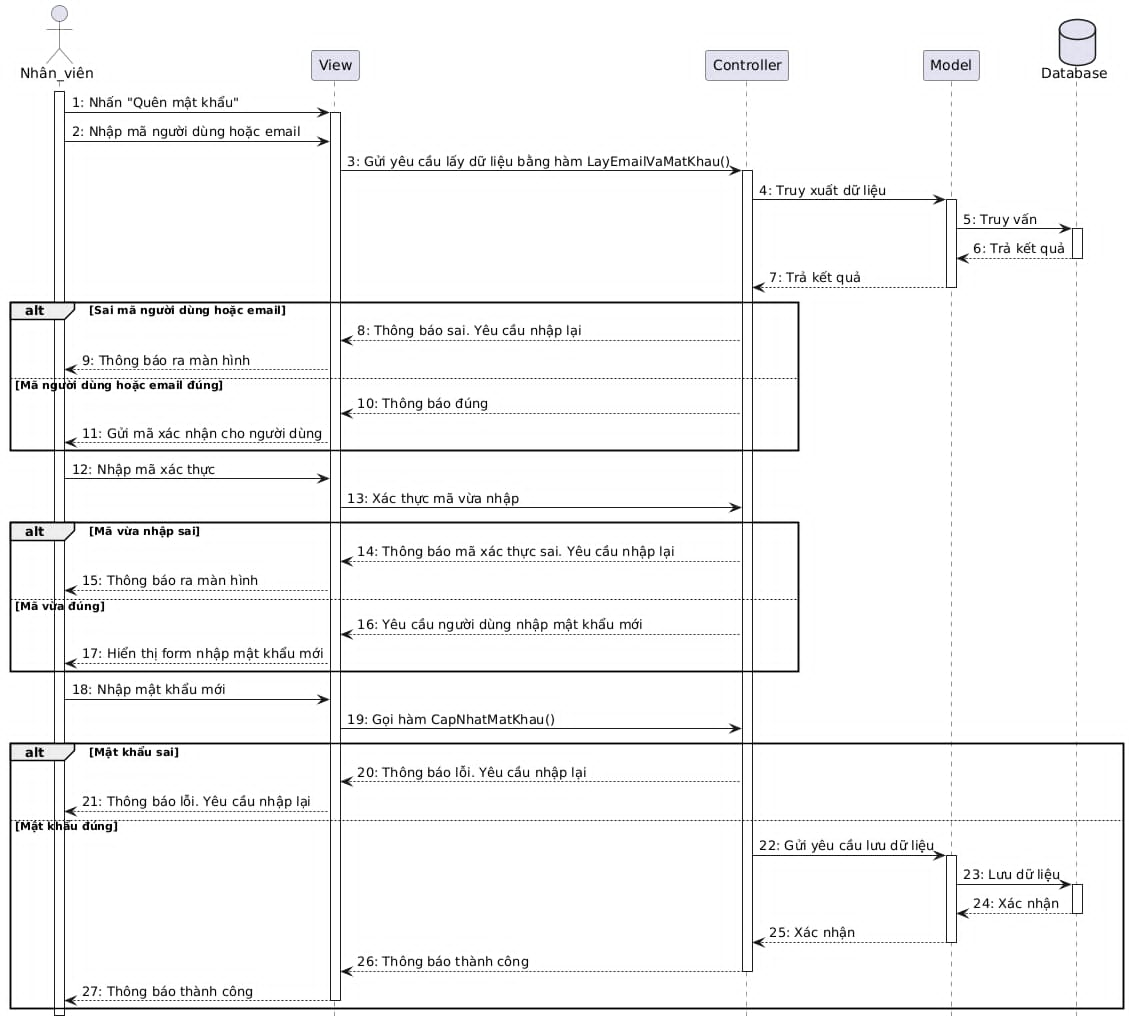 Nhân_viên
View
Controller
Model
Database
1: Nhấn "Quên mật khẩu"
2: Nhập mã người dùng hoặc email
3: Gửi yêu cầu lấy dữ liệu bằng hàm LayEmailVaMatKhau()
4: Truy xuất dữ liệu
5: Truy vấn
6: Trả kết quả
7: Trả kết quả
alt [Sai mã người dùng hoặc email]
8: Thông báo sai. Yêu cầu nhập lại
9: Thông báo ra màn hình
[Mã người dùng hoặc email đúng]
10: Thông báo đúng
11: Gửi mã xác nhận cho người dùng
12: Nhập mã xác thực
13: Xác thực mã vừa nhập
alt [Mã vừa nhập sai]
14: Thông báo mã xác thực sai. Yêu cầu nhập lại
15: Thông báo ra màn hình
[Mã vừa đúng]
16: Yêu cầu người dùng nhập mật khẩu mới
17: Hiển thị form nhập mật khẩu mới
18: Nhập mật khẩu mới
19: Gọi hàm CapNhatMatKhau()
alt [Mật khẩu sai]
20: Thông báo lỗi. Yêu cầu nhập lại
21: Thông báo lỗi. Yêu cầu nhập lại
[Mật khẩu đúng]
22: Gửi yêu cầu lưu dữ liệu
23: Lưu dữ liệu
24: Xác nhận
25: Xác nhận
26: Thông báo thành công
27: Thông báo thành công